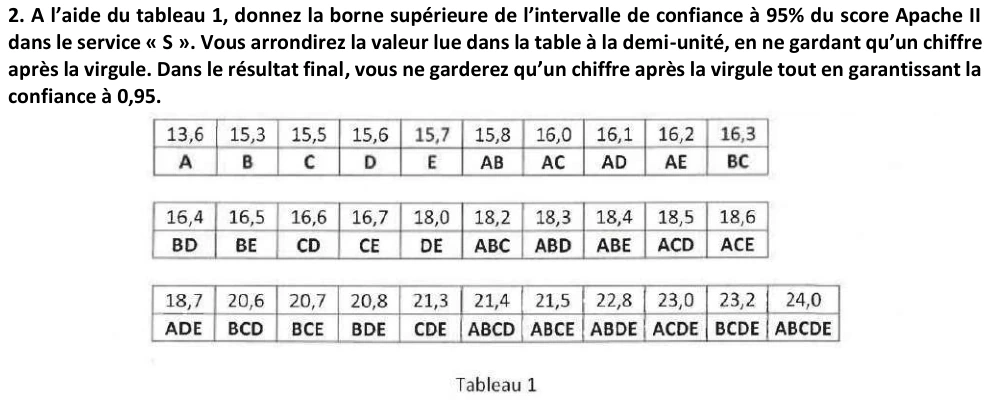 2. A l’aide du tableau 1, donnez la borne supérieure de l’intervalle de confiance à 95% du score Apache II
dans le service « S ». Vous arrondirez la valeur lue dans la table à la demi-unité, en ne gardant qu’un chiffre
après la virgule. Dans le résultat final, vous ne garderez qu’un chiffre après la virgule tout en garantissant la
confiance à 0,95.
13,6 15,3 15,5 15,6 15,7 15,8 16,0 16,1 16,2 16,3
A B C D E AB AC AD AE BC
16,4 16,5 16,6 16,7 18,0 18,2 18,3 18,4 18,5 18,6
BD BE CD CE DE ABC ABD ABE ACD ACE
18,7 20,6 20,7 20,8 21,3 21,4 21,5 22,8 23,0 23,2 24,0
ADE BCD BCE BDE CDE ABCD ABCE ABDE ACDE BCDE ABCDE
Tableau 1